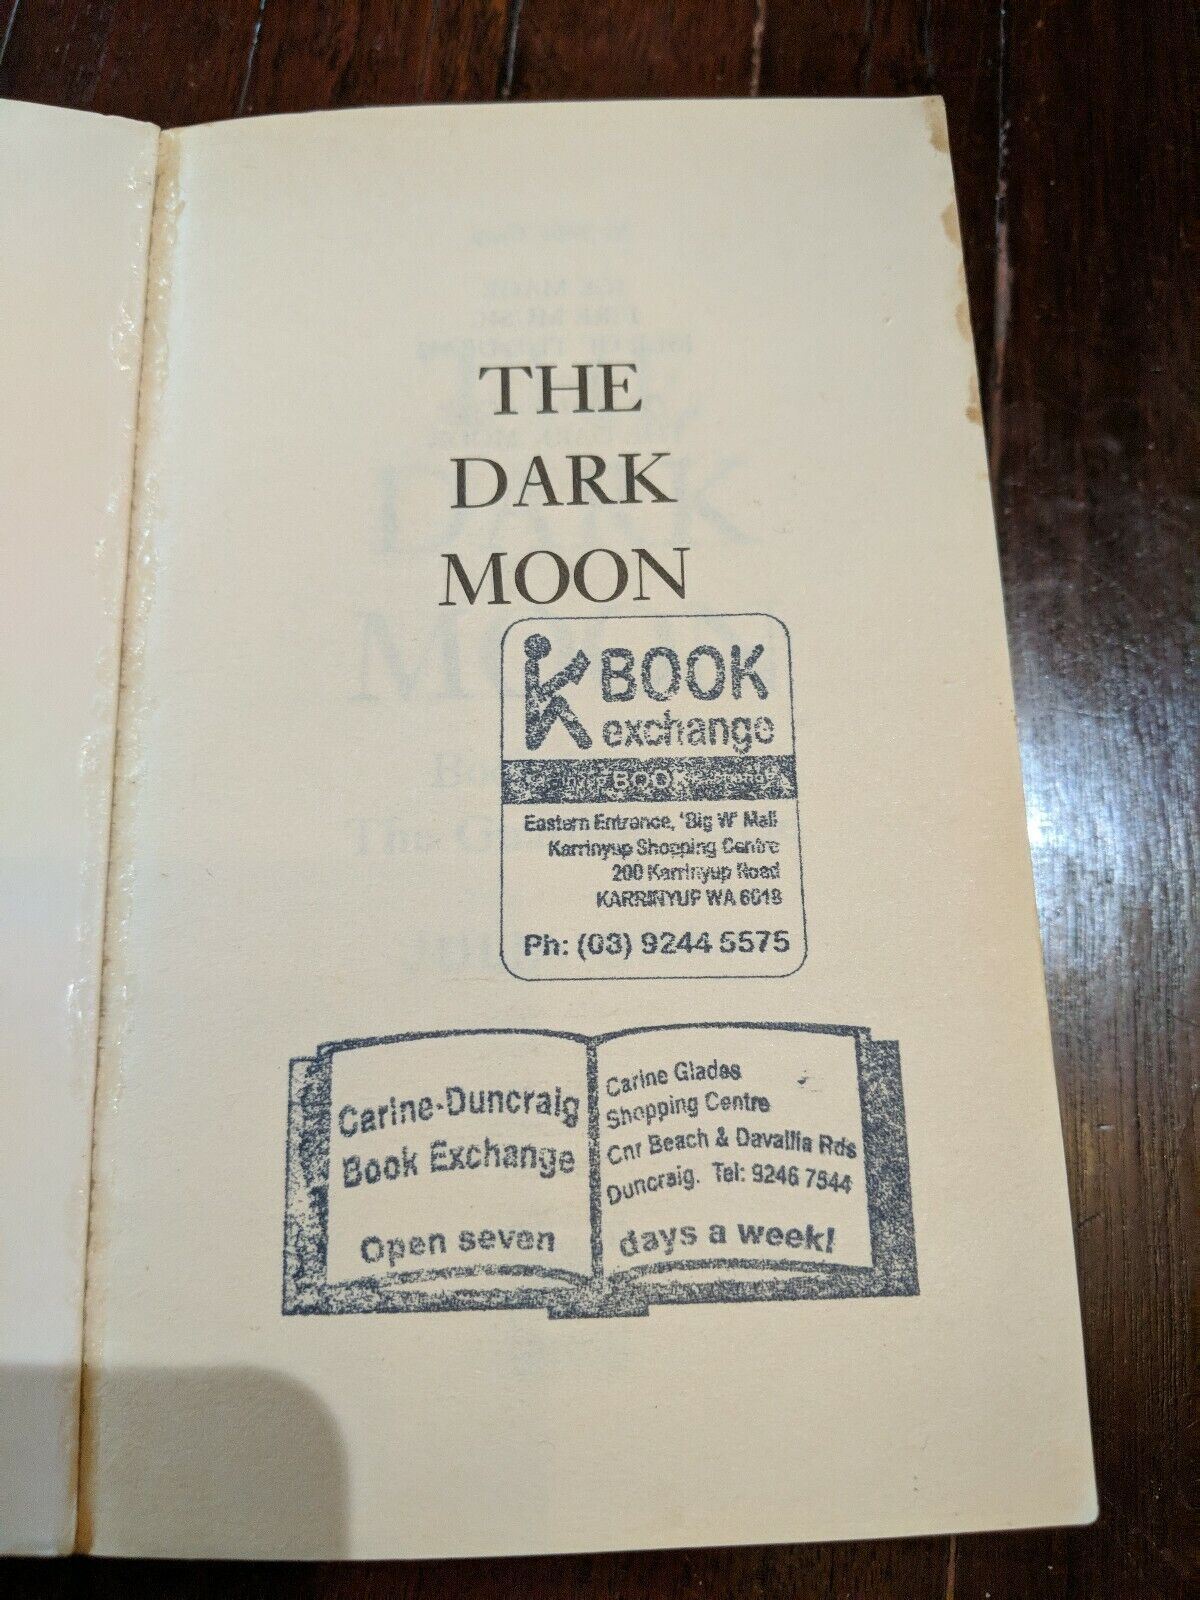 THE
DARK
MOON
BOOK
exchange
BOOK
Eastern Entrance, 'Big W' Mall
Karrinyup Shopping Centre
200 Karrinyup Road
KARRINYUP WA 6018
Ph: (03) 9244 5575
Carine-Duncraig
Book Exchange
Open seven
Carine Glades
Shopping Centre
Cnr Beach & Davallia Rds
Duncraig. Tel: 9246 7544
days a week!